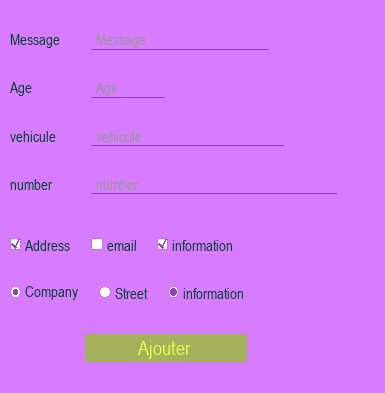 Message Message
Age Age
vehicule vehicule
number number
Address email information
Company Street information
Ajouter